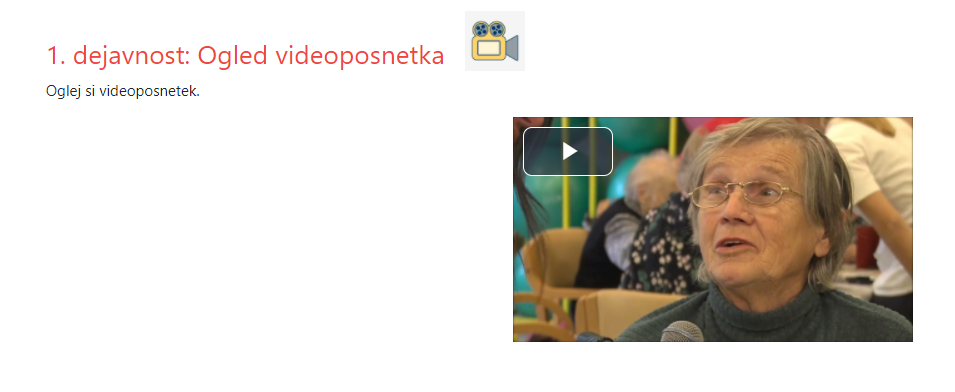 1. dejavnost: Ogled videoposnetka
Oglej si videoposnetek.